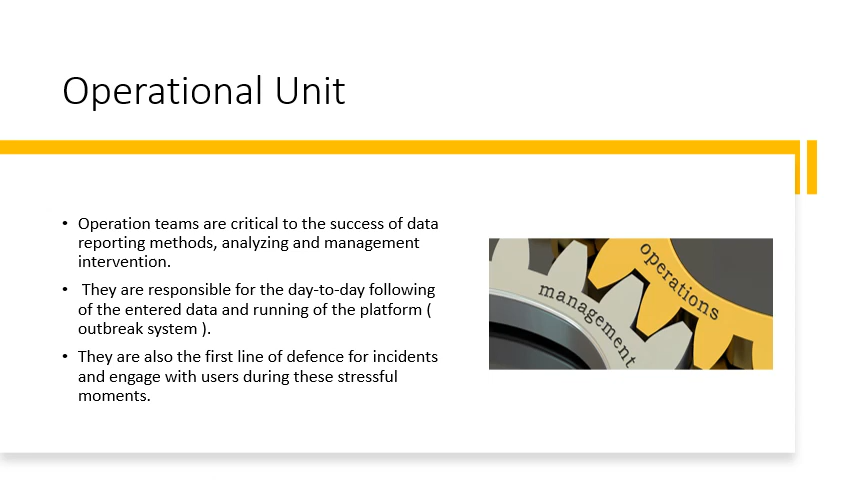 Operational Unit
• Operation teams are critical to the success of data
reporting methods, analyzing and management
intervention.
• They are responsible for the day-to-day following
of the entered data and running of the platform (
outbreak system ).
• They are also the first line of defence for incidents
and engage with users during these stressful
moments.
operations
management